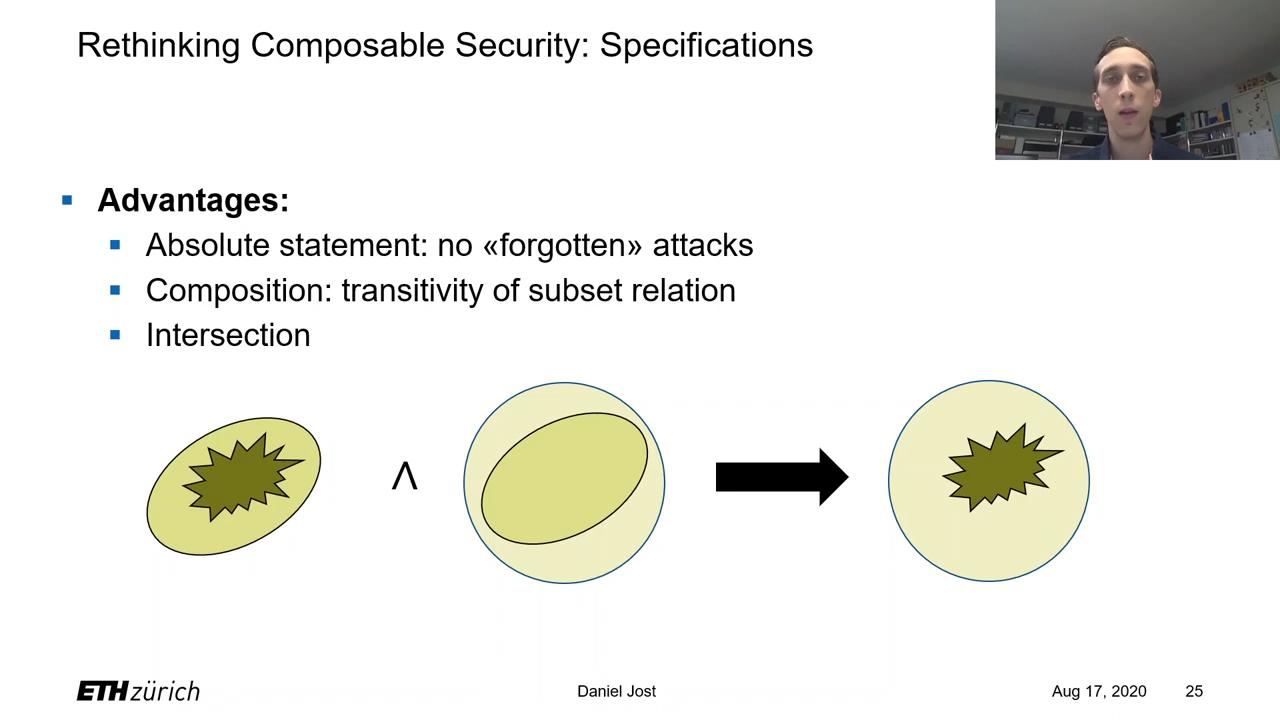 Rethinking Composable Security: Specifications
Advantages:
Absolute statement: no «forgotten» attacks
Composition: transitivity of subset relation
Intersection
∧
ETH zürich
Daniel Jost
Aug 17, 2020
25